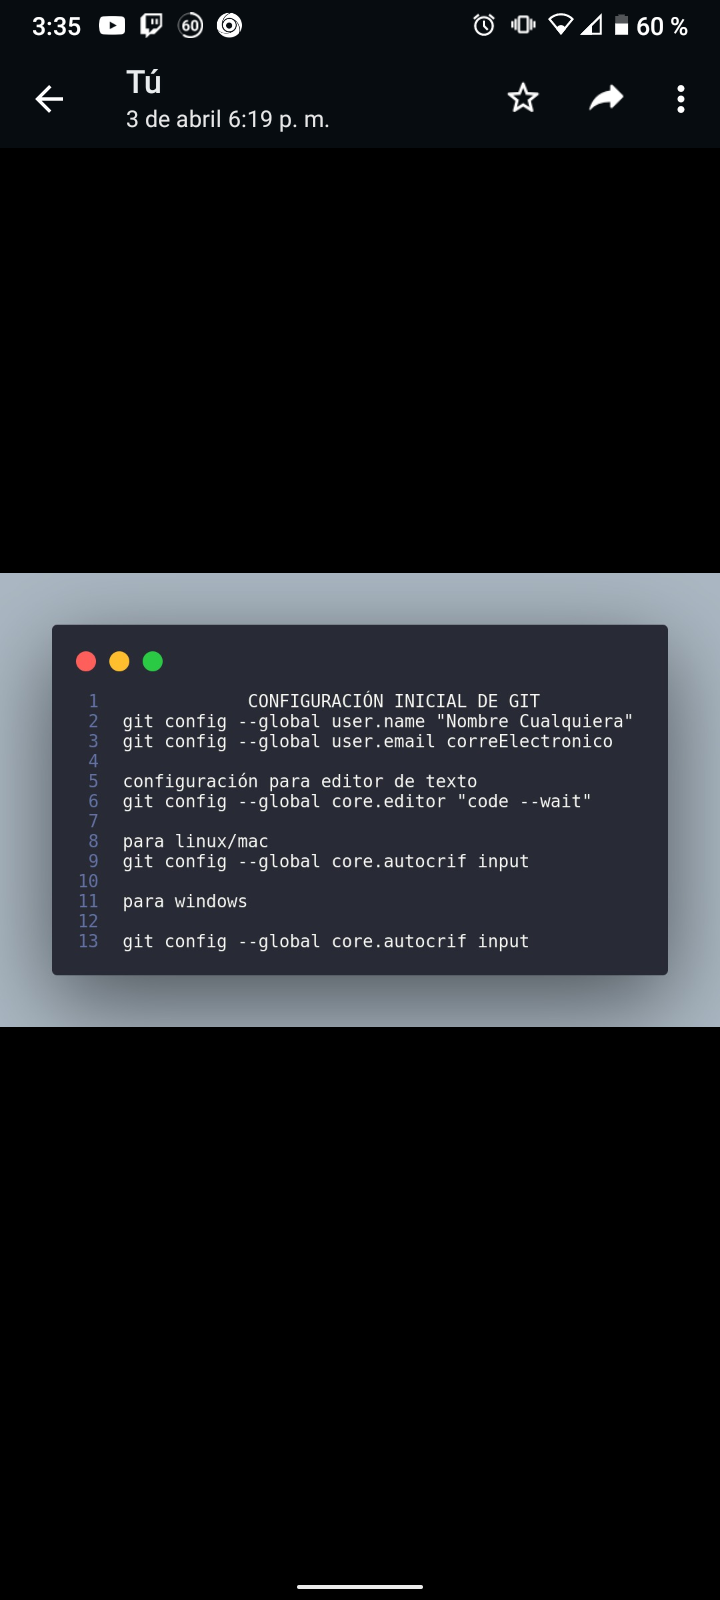 3:35 60 60 %
Tú
3 de abril 6:19 p. m.
1 CONFIGURACIÓN INICIAL DE GIT
2 git config --global user.name "Nombre Cualquiera"
3 git config --global user.email correElectronico
4
5 configuración para editor de texto
6 git config --global core.editor "code --wait"
7
8 para linux/mac
9 git config --global core.autocrif input
10
11 para windows
12
13 git config --global core.autocrif input